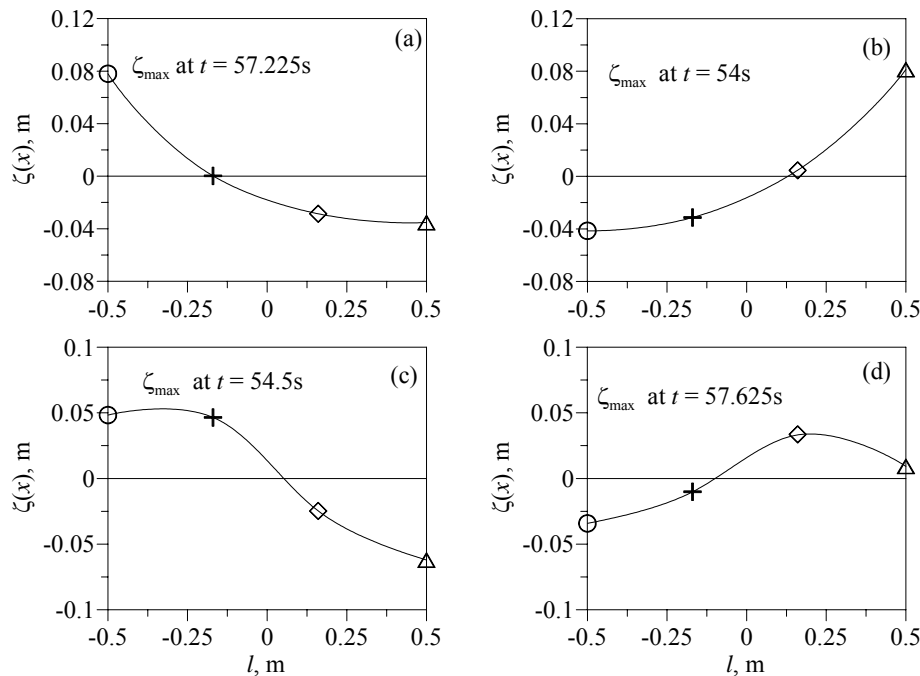 0.12
0.08
0.04
0
-0.04
-0.08
ζ(x), m
(a)
ζmax at t = 57.225s
-0.5 -0.25 0 0.25 0.5
0.12
0.08
0.04
0
-0.04
-0.08
ζ(x), m
(b)
ζmax at t = 54s
-0.5 -0.25 0 0.25 0.5
0.1
0.05
0
-0.05
-0.1
ζ(x), m
(c)
ζmax at t = 54.5s
-0.5 -0.25 0 0.25 0.5
l, m
0.1
0.05
0
-0.05
-0.1
ζ(x), m
(d)
ζmax at t = 57.625s
-0.5 -0.25 0 0.25 0.5
l, m